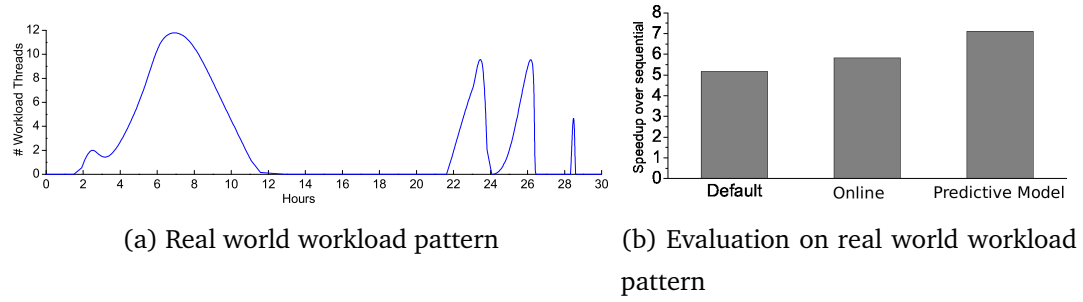 12
10
8
6
4
2
0
# Workload Threads
0 2 4 6 8 10 12 14 16 18 20 22 24 26 28 30
Hours
(a) Real world workload pattern
8
7
6
5
4
3
2
1
0
Speedup over sequential
Default Online Predictive Model
(b) Evaluation on real world workload
pattern